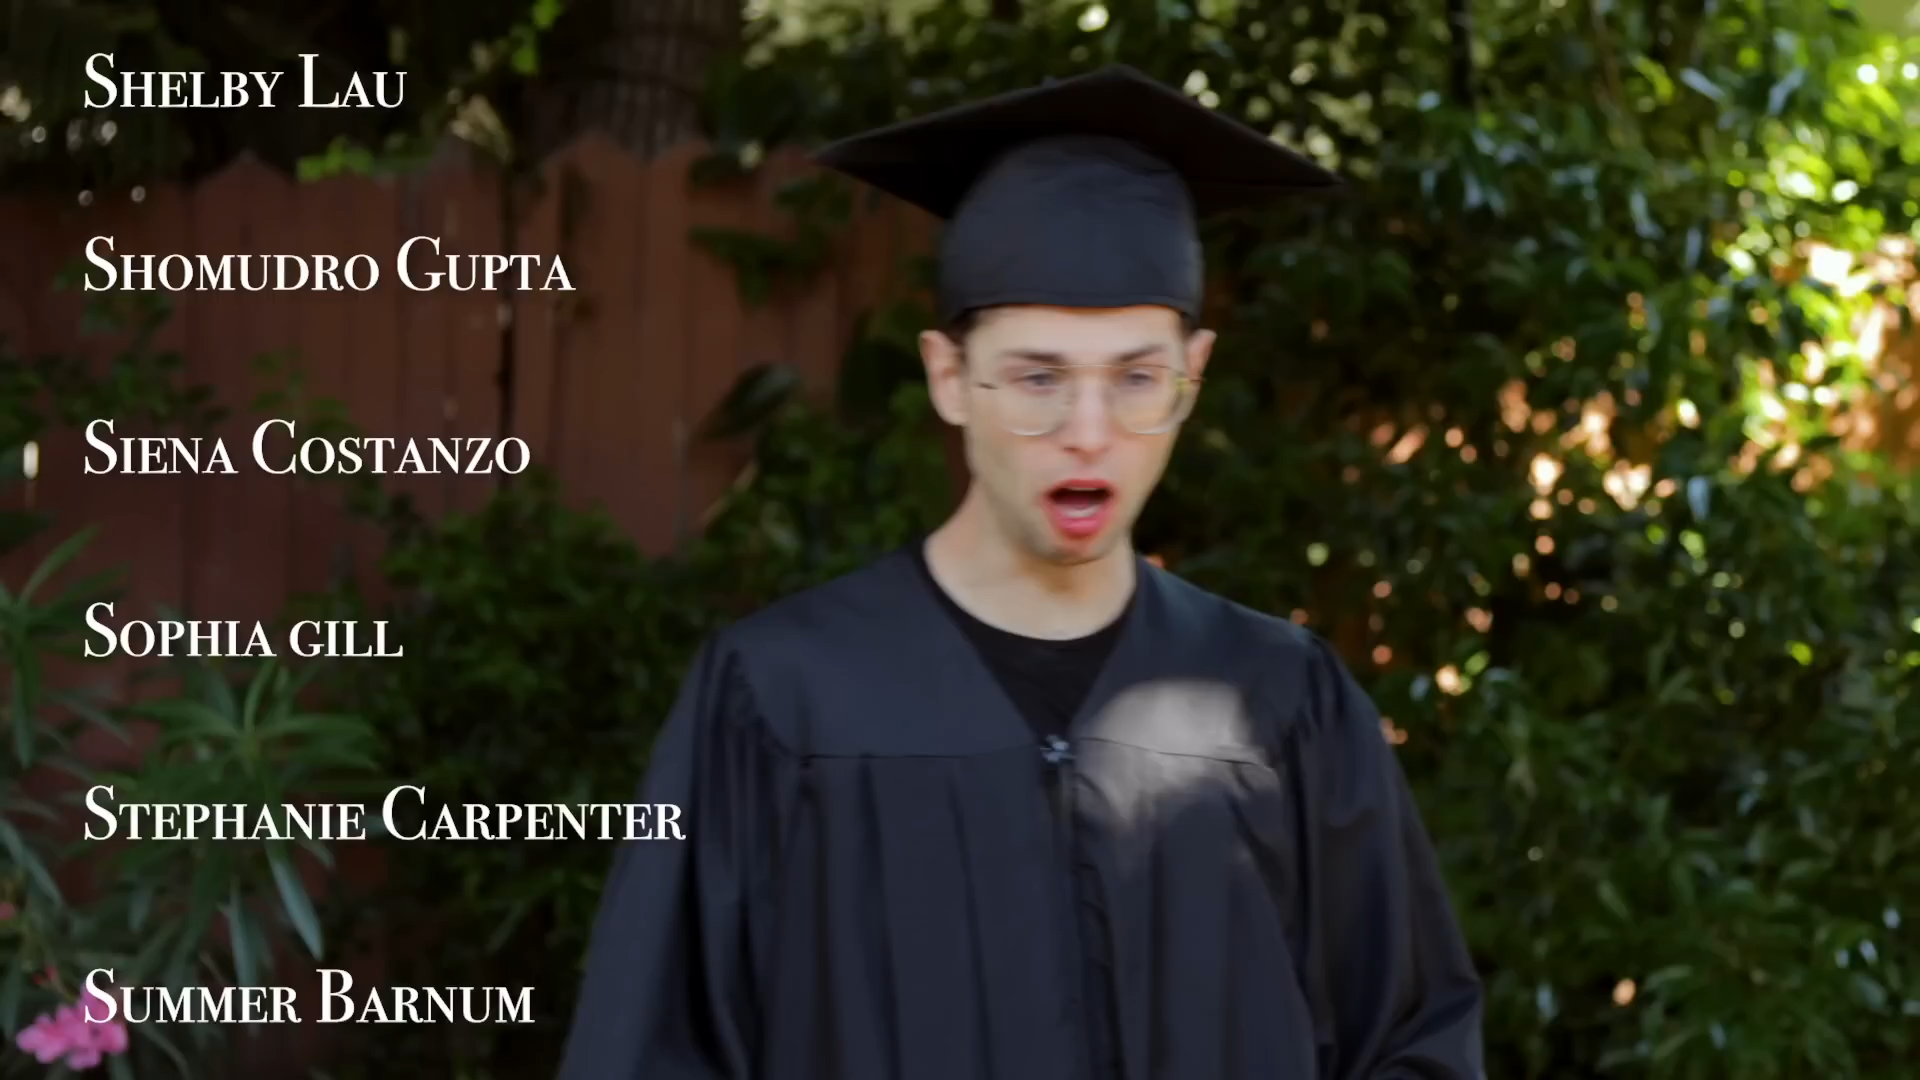 Shelby Lau
Shomudro Gupta
Siena Costanzo
Sophia gill
Stephanie Carpenter
Summer Barnum